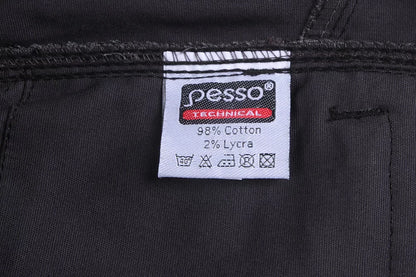 pesso®
TECHNICAL
98% Cotton
2% Lycra